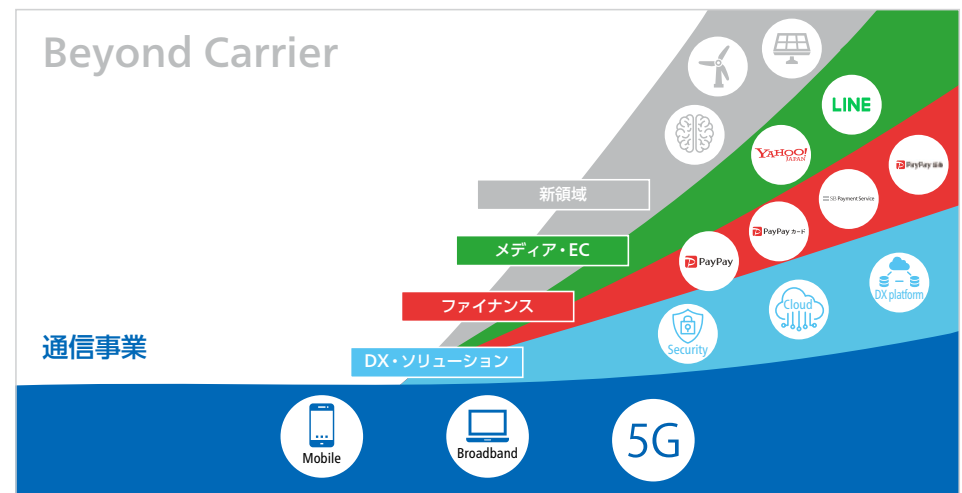 Beyond Carrier
新領域
メディア・EC
ファイナンス
通信事業
DX・ソリューション
LINE
YAHOO!
JAPAN
PayPay 証券
SB Payment Service
PayPay カード
PayPay
DX platform
Cloud
Security
Mobile
Broadband
5G